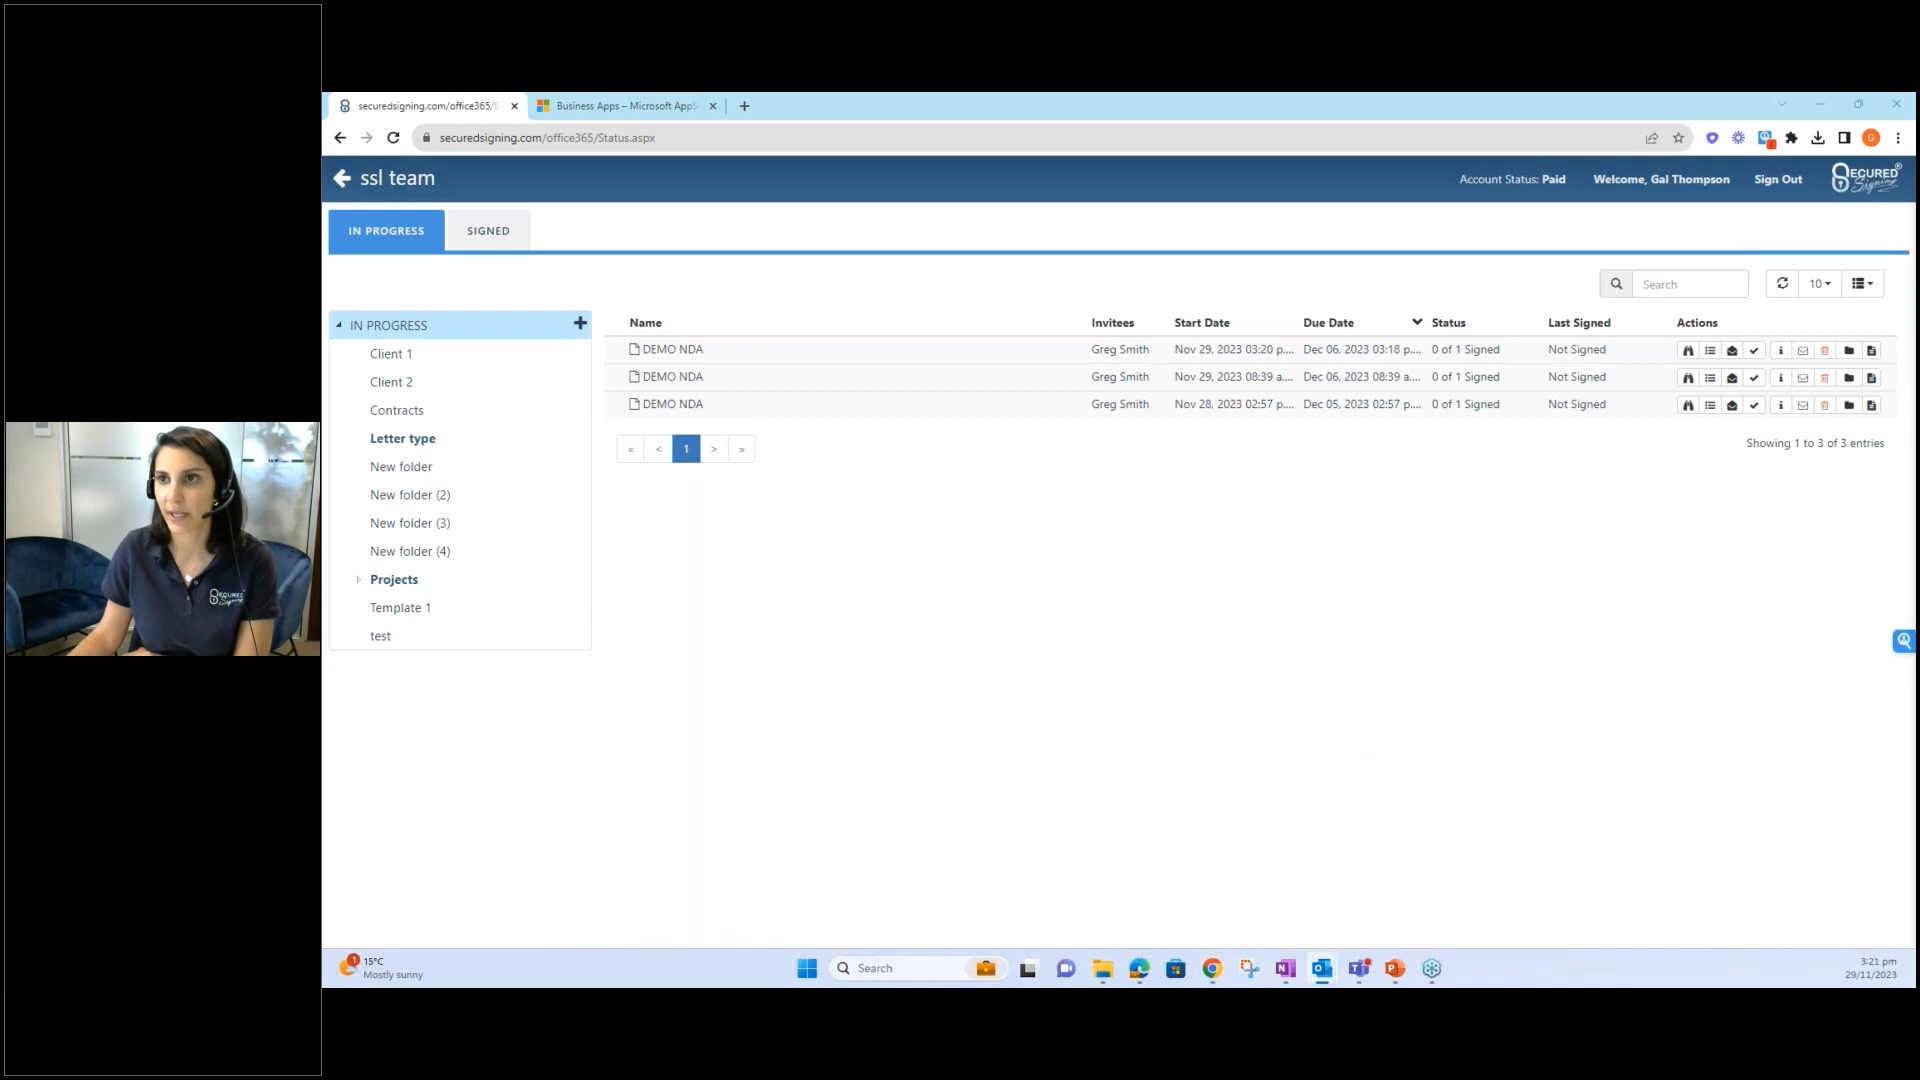 securedsigning.com/office365/S
Business Apps – Microsoft AppS
securedsigning.com/office365/Status.aspx
G
ssl team
Account Status: Paid
Welcome, Gal Thompson
Sign Out
SECURED Signing
IN PROGRESS
SIGNED
Search
10
IN PROGRESS
Client 1
Client 2
Contracts
Letter type
New folder
New folder (2)
New folder (3)
New folder (4)
Projects
Template 1
test
Name Invitees Start Date Due Date Status Last Signed Actions
DEMO NDA Greg Smith Nov 29, 2023 03:20 p.... Dec 06, 2023 03:18 p.... 0 of 1 Signed Not Signed
DEMO NDA Greg Smith Nov 29, 2023 08:39 a.... Dec 06, 2023 08:39 a.... 0 of 1 Signed Not Signed
DEMO NDA Greg Smith Nov 28, 2023 02:57 p.... Dec 05, 2023 02:57 p.... 0 of 1 Signed Not Signed
« < 1 > »
Showing 1 to 3 of 3 entries
SECURED Signing
1
15°C
Mostly sunny
Search
3:21 pm
29/11/2023